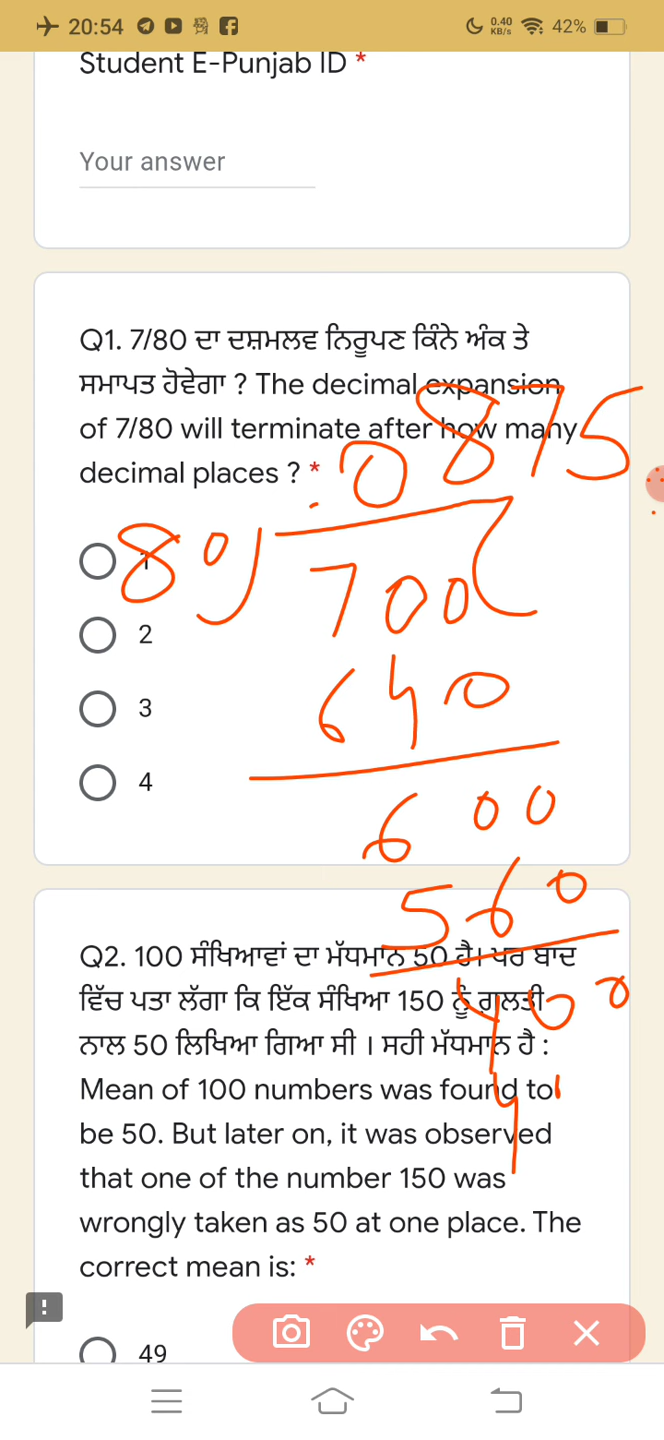 20:54
0.40 KB/s 42%
Student E-Punjab ID *
Your answer
Q1. 7/80 ਦਾ ਦਸ਼ਮਲਵ ਨਿਰੂਪਣ ਕਿੰਨੇ ਅੰਕ ਤੇ
ਸਮਾਪਤ ਹੋਵੇਗਾ ? The decimal expansion
of 7/80 will terminate after how many
decimal places ? *
.0875
80)700(
640
600
560
400
4
1
2
3
4
Q2. 100 ਸੰਖਿਆਵਾਂ ਦਾ ਮੱਧਮਾਨ 50 ਹੈ। ਪਰ ਬਾਦ
ਵਿੱਚ ਪਤਾ ਲੱਗਾ ਕਿ ਇੱਕ ਸੰਖਿਆ 150 ਨੂੰ ਗ਼ਲਤੀ
ਨਾਲ 50 ਲਿਖਿਆ ਗਿਆ ਸੀ । ਸਹੀ ਮੱਧਮਾਨ ਹੈ :
Mean of 100 numbers was found to
be 50. But later on, it was observed
that one of the number 150 was
wrongly taken as 50 at one place. The
correct mean is: *
49